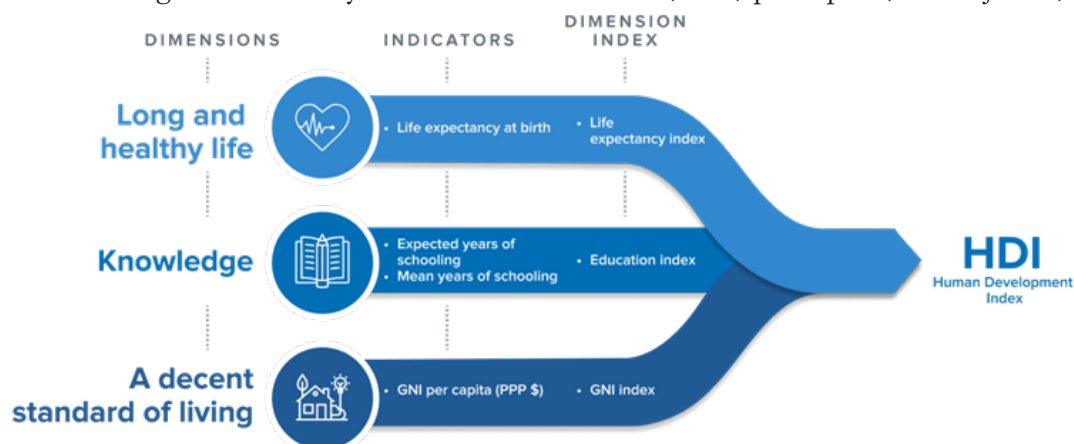 DIMENSIONS
INDICATORS
DIMENSION
INDEX
Long and
healthy life
• Life expectancy at birth
• Life
expectancy index
Knowledge
• Expected years of
schooling
• Mean years of schooling
• Education index
HDI
Human Development
Index
A decent
standard of living
• GNI per capita (PPP $)
• GNI index